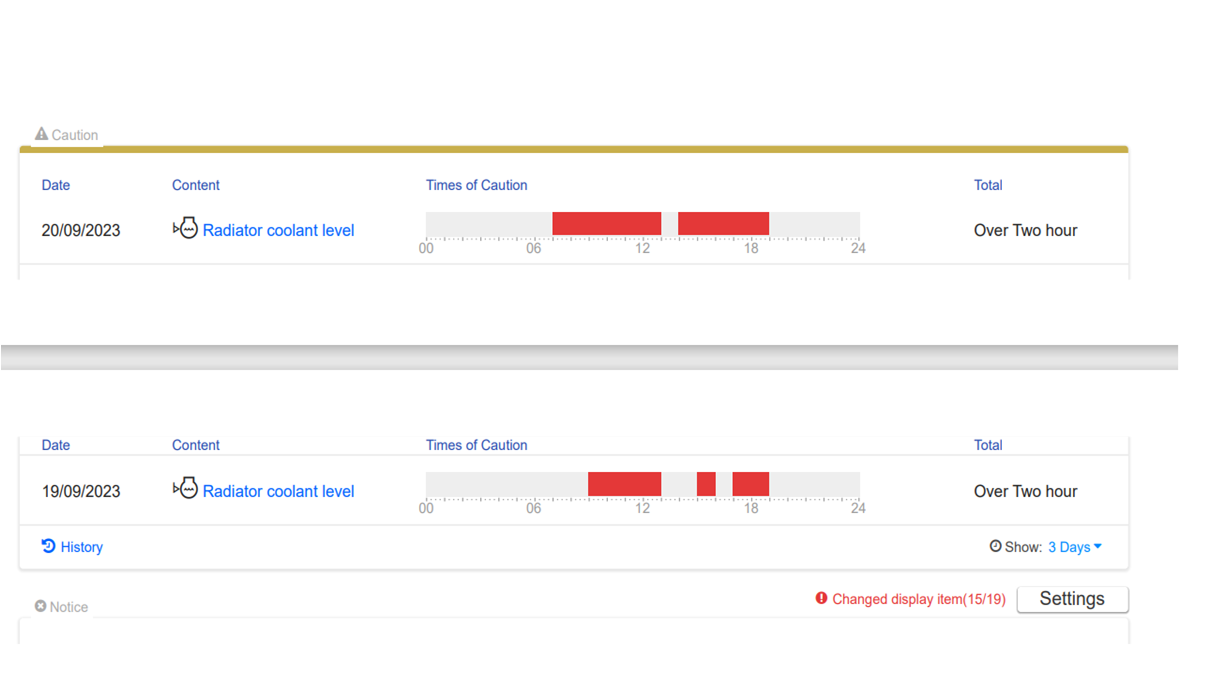 Caution
Date Content Times of Caution Total
20/09/2023 Radiator coolant level Over Two hour
00 06 12 18 24
Date Content Times of Caution Total
19/09/2023 Radiator coolant level Over Two hour
00 06 12 18 24
History Show: 3 Days
Changed display item(15/19) Settings
Notice